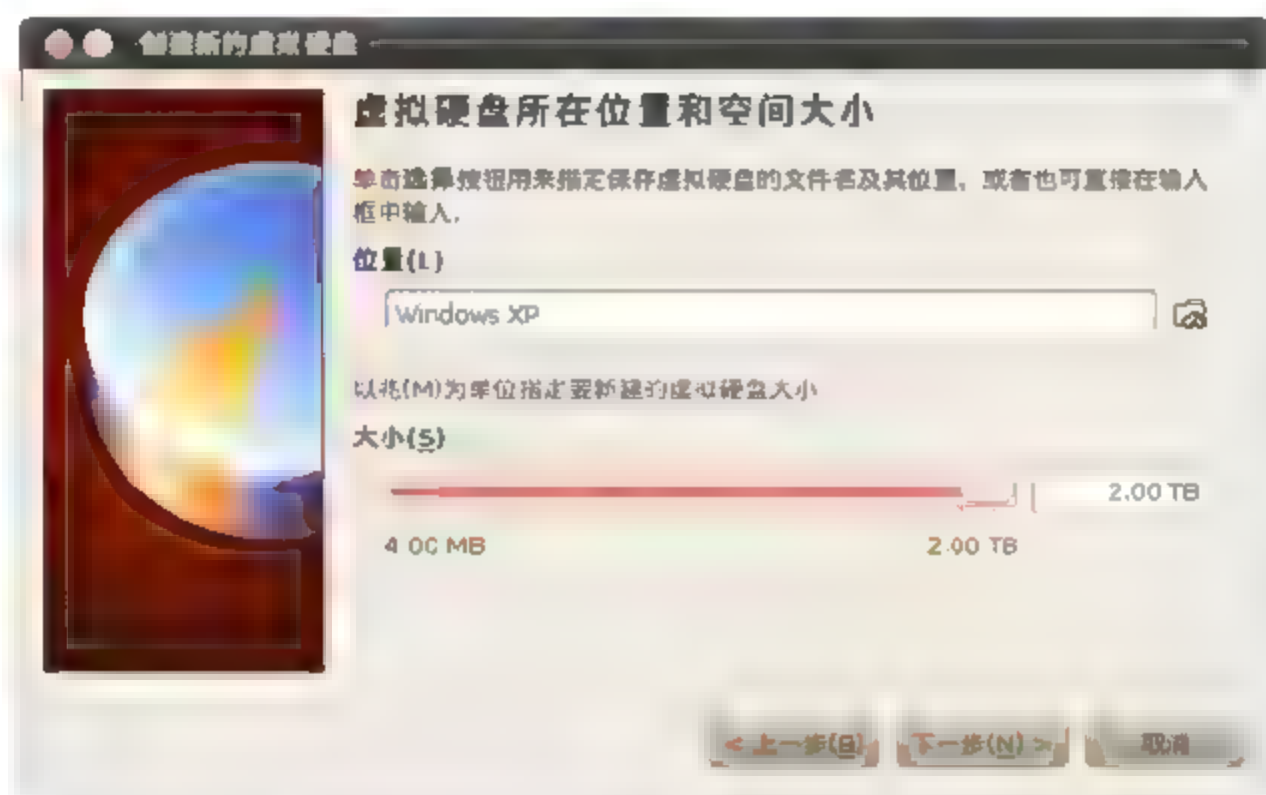 创建新的虚拟硬盘
虚拟硬盘所在位置和空间大小
单击选择按钮用来指定保存虚拟硬盘的文件名及其位置，或者也可直接在输入
框中输入。
位置(L)
Windows XP
以兆(M)为单位指定要新建的虚拟硬盘大小
大小(S)
2.00 TB
4.00 MB 2.00 TB
< 上一步(B) 下一步(N) > 取消